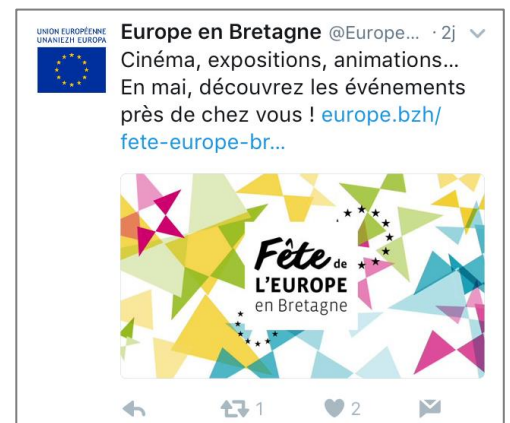 UNION EUROPÉENNE
UNANIEZH EUROPA
Europe en Bretagne @Europe... · 2j
Cinéma, expositions, animations...
En mai, découvrez les événements
près de chez vous ! europe.bzh/
fete-europe-br...
Fête de
L'EUROPE
en Bretagne
1
2